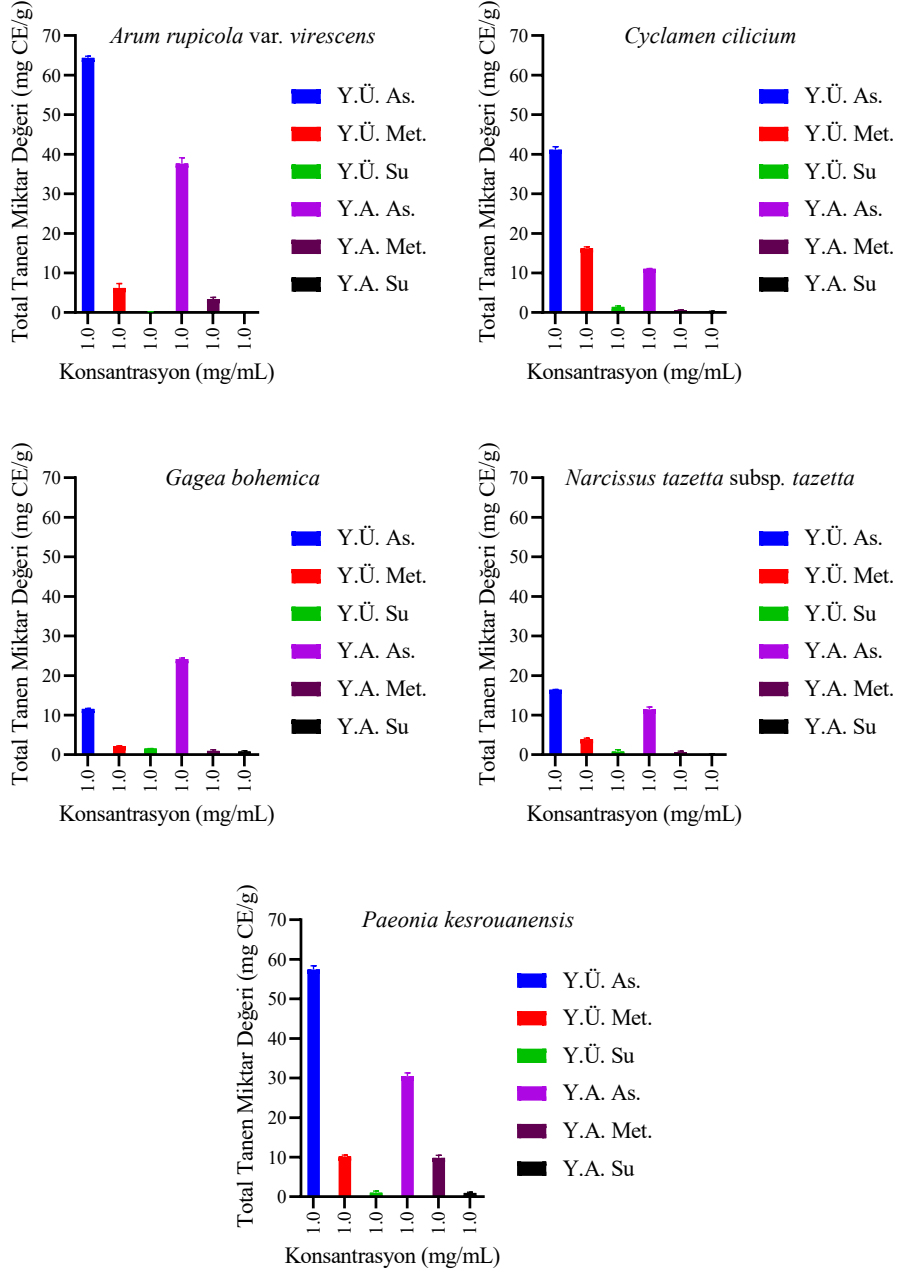 Arum rupicola var. virescens
Total Tanen Miktar Değeri (mg CE/g)
70
60
50
40
30
20
10
0
1.0
1.0
1.0
1.0
1.0
1.0
Konsantrasyon (mg/mL)
Y.Ü. As.
Y.Ü. Met.
Y.Ü. Su
Y.A. As.
Y.A. Met.
Y.A. Su
Cyclamen cilicium
Total Tanen Miktar Değeri (mg CE/g)
70
60
50
40
30
20
10
0
1.0
1.0
1.0
1.0
1.0
1.0
Konsantrasyon (mg/mL)
Y.Ü. As.
Y.Ü. Met.
Y.Ü. Su
Y.A. As.
Y.A. Met.
Y.A. Su
Gagea bohemica
Total Tanen Miktar Değeri (mg CE/g)
70
60
50
40
30
20
10
0
1.0
1.0
1.0
1.0
1.0
1.0
Konsantrasyon (mg/mL)
Y.Ü. As.
Y.Ü. Met.
Y.Ü. Su
Y.A. As.
Y.A. Met.
Y.A. Su
Narcissus tazetta subsp. tazetta
Total Tanen Miktar Değeri (mg CE/g)
70
60
50
40
30
20
10
0
1.0
1.0
1.0
1.0
1.0
1.0
Konsantrasyon (mg/mL)
Y.Ü. As.
Y.Ü. Met.
Y.Ü. Su
Y.A. As.
Y.A. Met.
Y.A. Su
Paeonia kesrouanensis
Total Tanen Miktar Değeri (mg CE/g)
70
60
50
40
30
20
10
0
1.0
1.0
1.0
1.0
1.0
1.0
Konsantrasyon (mg/mL)
Y.Ü. As.
Y.Ü. Met.
Y.Ü. Su
Y.A. As.
Y.A. Met.
Y.A. Su